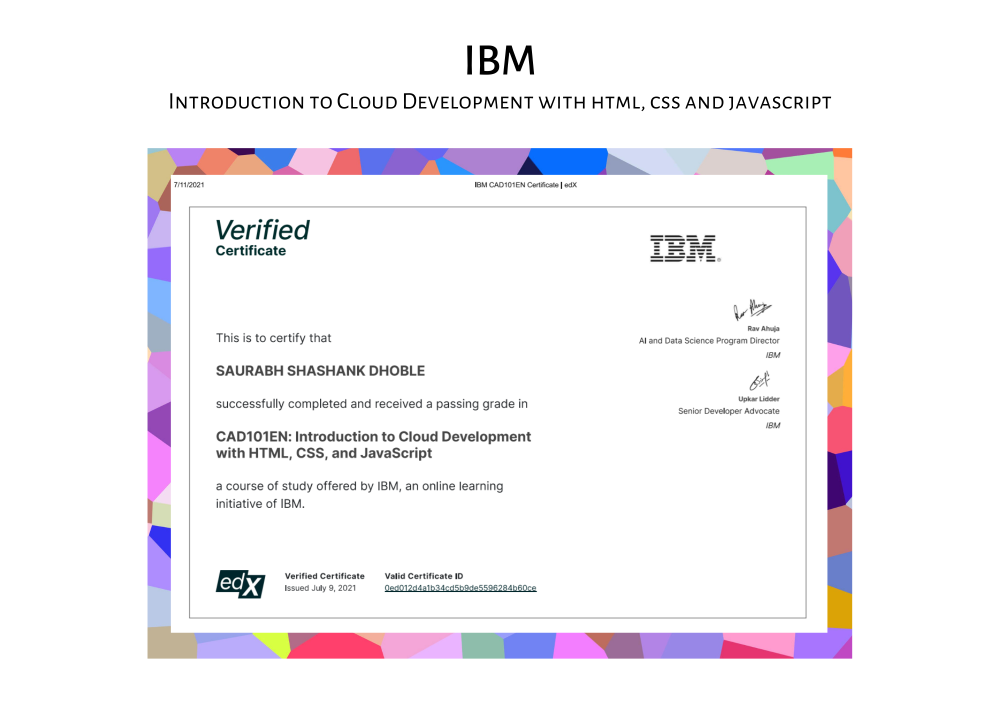 IBM
INTRODUCTION TO CLOUD DEVELOPMENT WITH HTML, CSS AND JAVASCRIPT
7/11/2021
IBM CAD101EN Certificate | edX
Verified
Certificate
IBM®
This is to certify that
SAURABH SHASHANK DHOBLE
successfully completed and received a passing grade in
CAD101EN: Introduction to Cloud Development
with HTML, CSS, and JavaScript
a course of study offered by IBM, an online learning
initiative of IBM.
Rav Ahuja
AI and Data Science Program Director
IBM
Upkar Lidder
Senior Developer Advocate
IBM
edX
Verified Certificate
Issued July 9, 2021
Valid Certificate ID
0ed012d4a1b34cd5b9de5596284b60ce